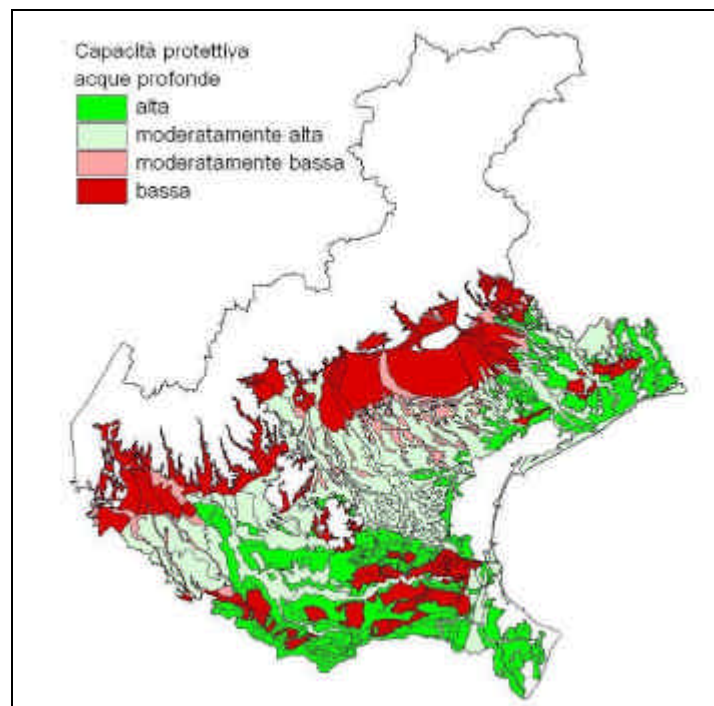 Capacità protettiva
acque profonde
alta
moderatamente alta
moderatamente bassa
bassa